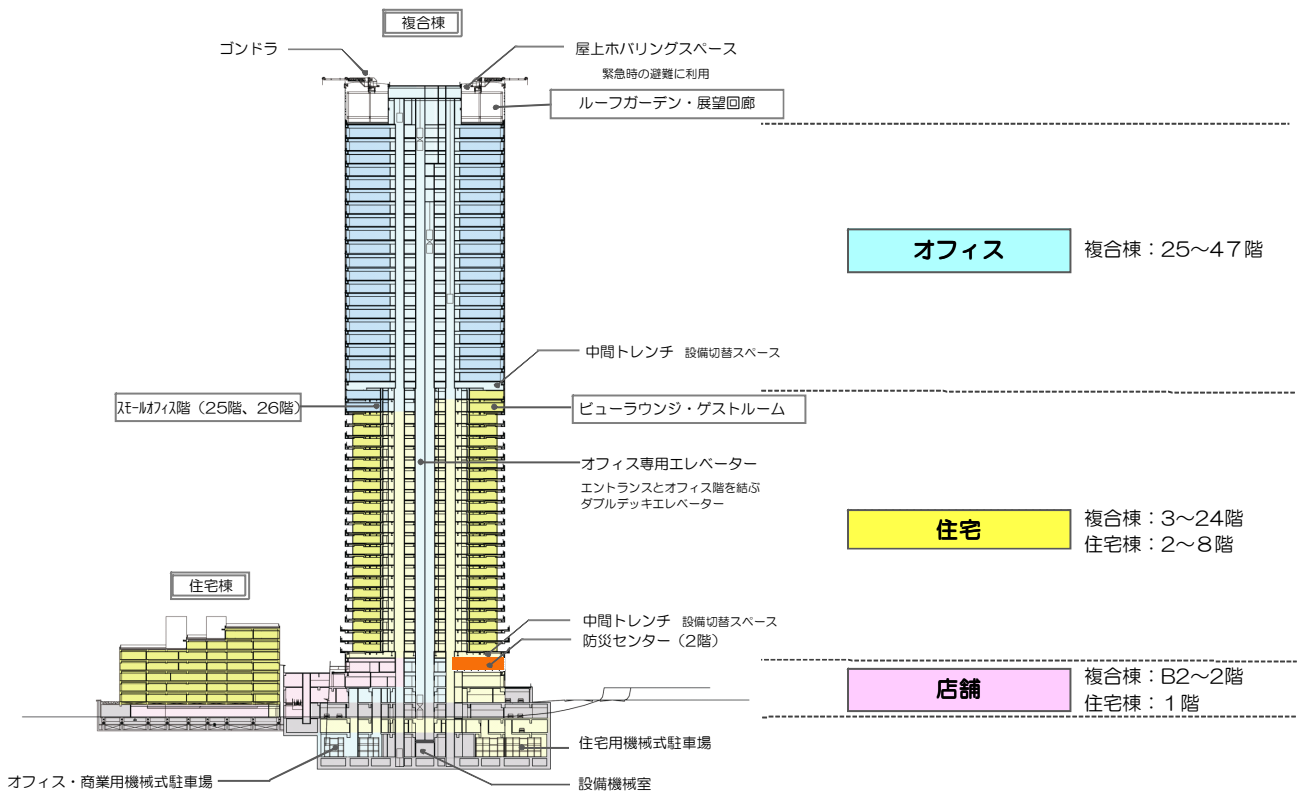 複合棟
ゴンドラ
屋上ホバリングスペース
緊急時の避難に利用
ルーフガーデン・展望回廊
オフィス
複合棟：25～47階
中間トレンチ 設備切替スペース
ｽﾓｰﾙオフィス階（25階、26階）
ビューラウンジ・ゲストルーム
オフィス専用エレベーター
エントランスとオフィス階を結ぶ
ダブルデッキエレベーター
住宅
複合棟：3～24階
住宅棟：2～8階
住宅棟
中間トレンチ 設備切替スペース
防災センター（2階）
店舗
複合棟：B2～2階
住宅棟：1階
住宅用機械式駐車場
オフィス・商業用機械式駐車場
設備機械室